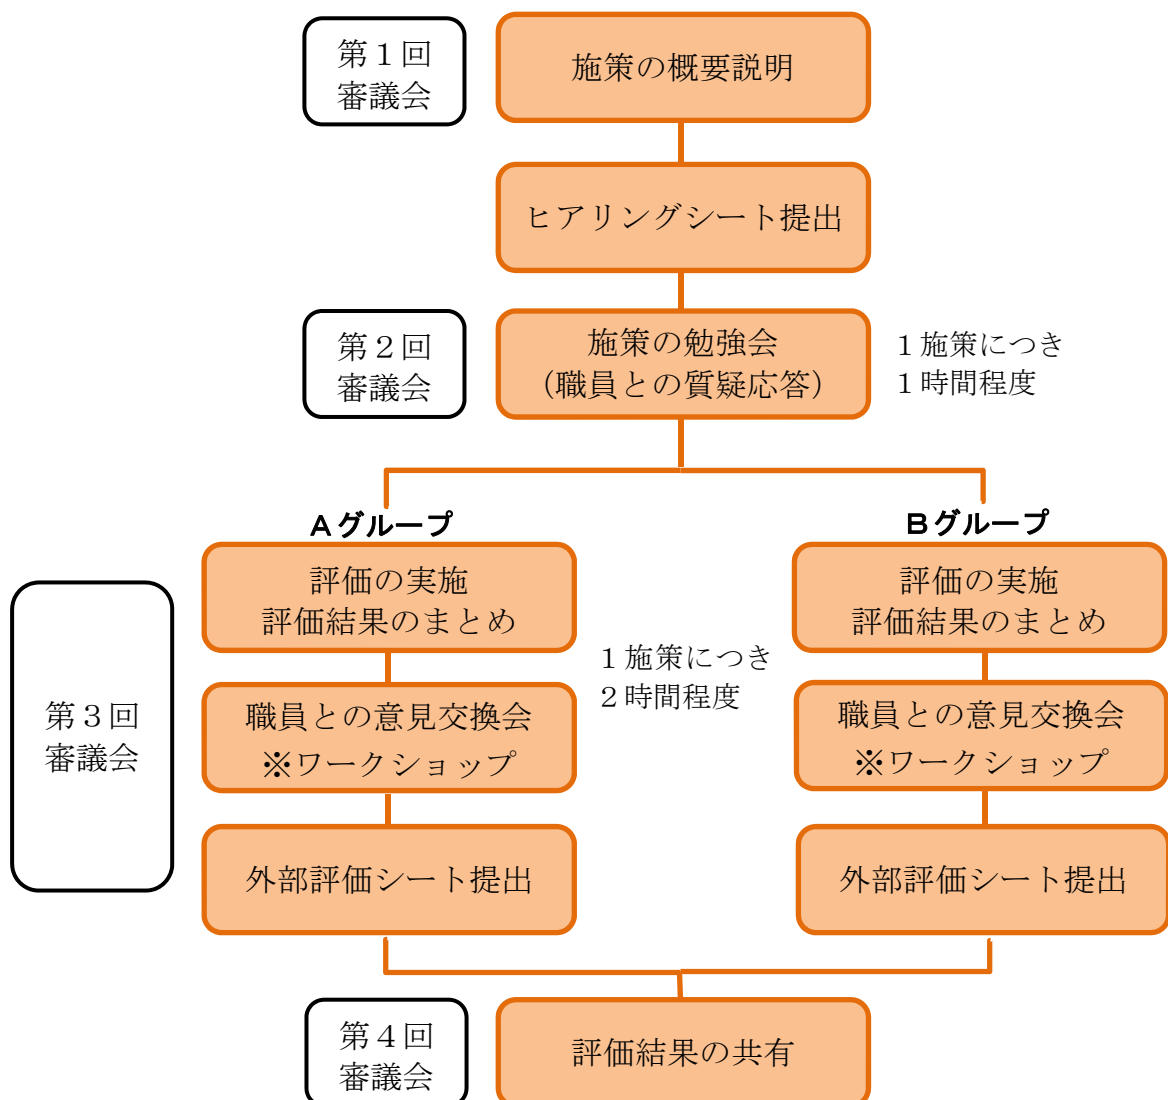 第１回
審議会
施策の概要説明
ヒアリングシート提出
第２回
審議会
施策の勉強会
（職員との質疑応答）
１施策につき
１時間程度
Ａグループ
Ｂグループ
第３回
審議会
評価の実施
評価結果のまとめ
職員との意見交換会
※ワークショップ
外部評価シート提出
１施策につき
２時間程度
評価の実施
評価結果のまとめ
職員との意見交換会
※ワークショップ
外部評価シート提出
第４回
審議会
評価結果の共有